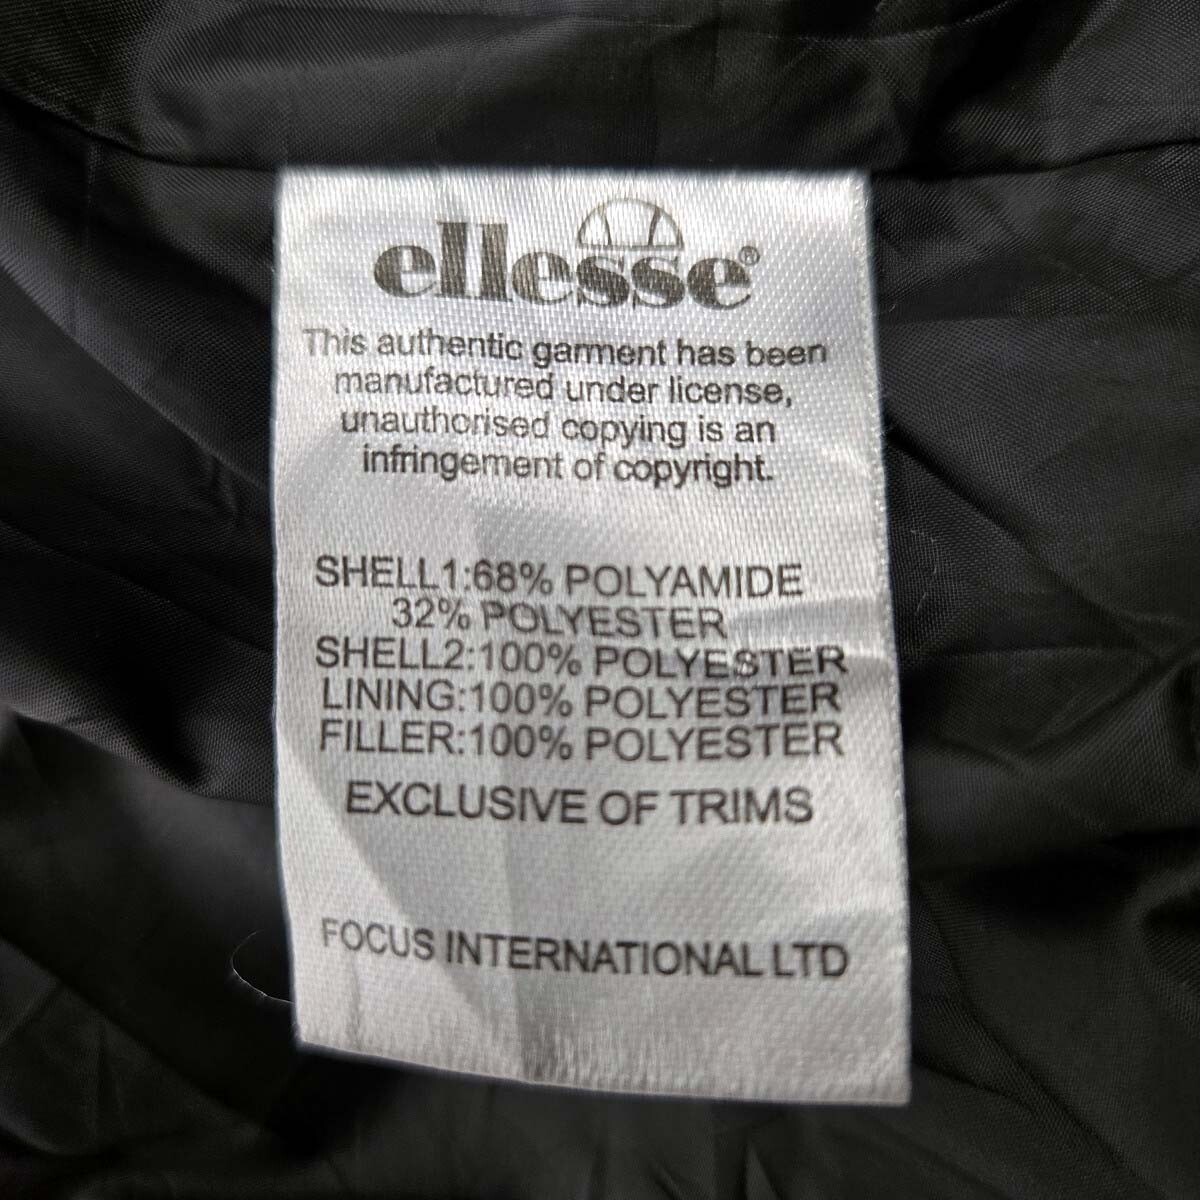 ellesse®
This authentic garment has been
manufactured under license,
unauthorised copying is an
infringement of copyright.
SHELL1:68% POLYAMIDE
32% POLYESTER
SHELL2:100% POLYESTER
LINING:100% POLYESTER
FILLER:100% POLYESTER
EXCLUSIVE OF TRIMS
FOCUS INTERNATIONAL LTD